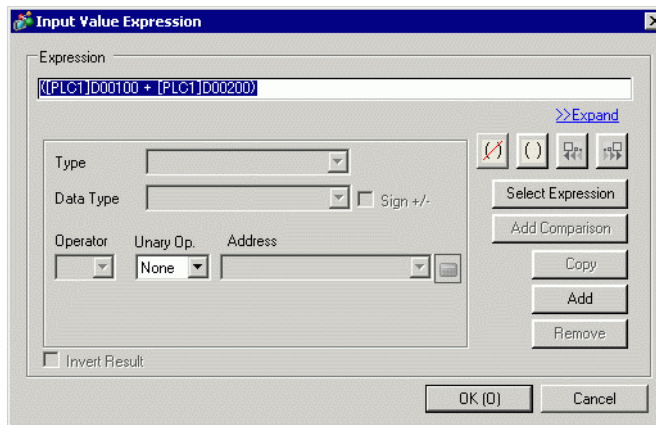 Input Value Expression
Expression
([PLC1]D00100 + [PLC1]D00200)
>>Expand
Type
Data Type
Sign +/-
Select Expression
Add Comparison
Operator
Unary Op.
Address
None
Copy
Add
Remove
Invert Result
OK (O)
Cancel